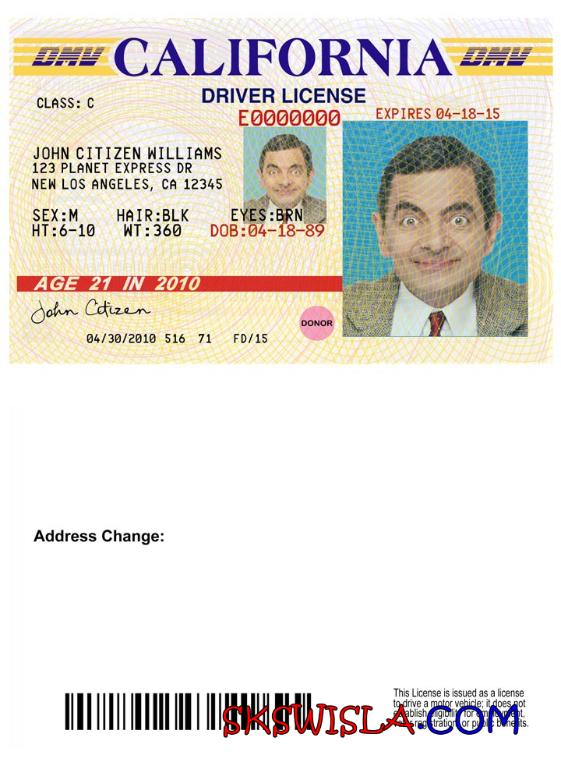 DMV CALIFORNIA DMV
DRIVER LICENSE
CLASS: C
E0000000
EXPIRES 04-18-15
JOHN CITIZEN WILLIAMS
123 PLANET EXPRESS DR
NEW LOS ANGELES, CA 12345
SEX:M HAIR:BLK EYES:BRN
HT:6-10 WT:360 DOB:04-18-89
AGE 21 IN 2010
John Citizen
DONOR
04/30/2010 516 71 FD/15
Address Change:
This License is issued as a license
to drive a motor vehicle; it does not
establish eligibility for employment,
voter registration, or public benefits.
SKSWISLA.COM